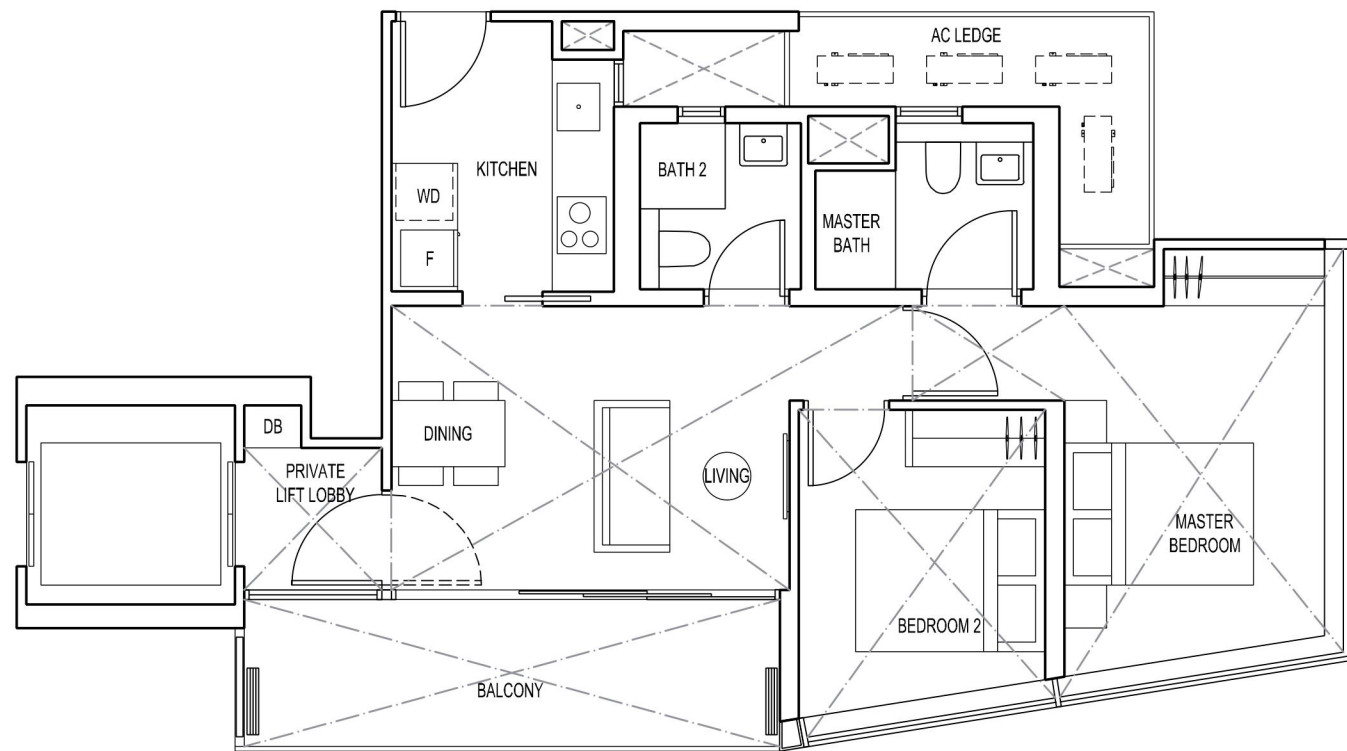 AC LEDGE
KITCHEN
BATH 2
WD
MASTER
BATH
F
DB
DINING
PRIVATE
LIFT LOBBY
LIVING
MASTER
BEDROOM
BEDROOM 2
BALCONY